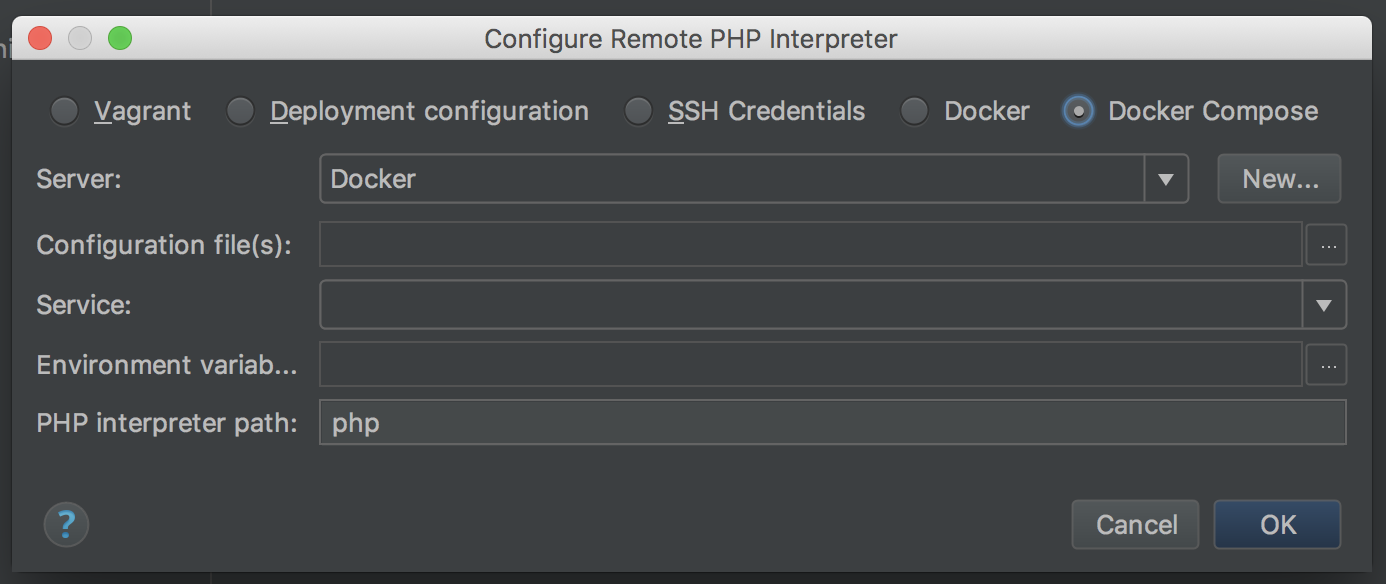 Configure Remote PHP Interpreter
Vagrant Deployment configuration SSH Credentials Docker Docker Compose
Server: Docker New...
Configuration file(s): ...
Service:
Environment variab... ...
PHP interpreter path: php
? Cancel OK